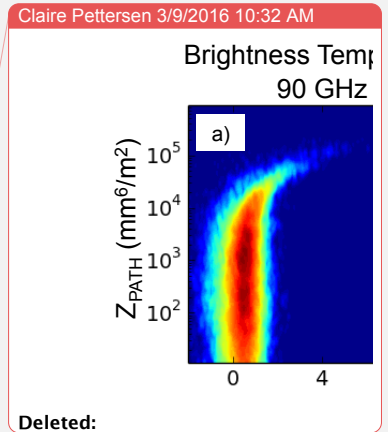 Claire Pettersen 3/9/2016 10:32 AM
Brightness Temp
90 GHz
a)
Z_PATH (mm⁶/m²)
10⁵
10⁴
10³
10²
0 4
Deleted: